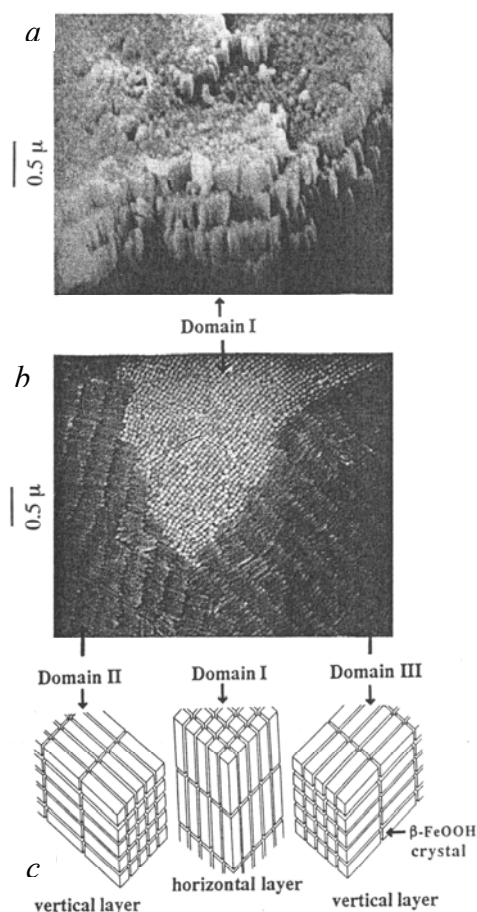 a
0.5 μ
Domain I
b
0.5 μ
Domain II
Domain I
Domain III
β-FeOOH
crystal
c
vertical layer
horizontal layer
vertical layer